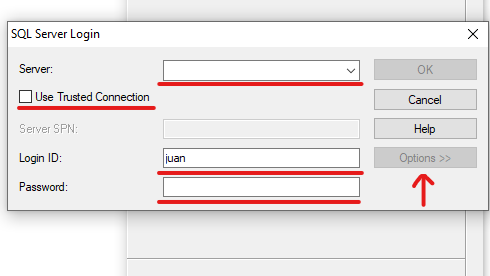 SQL Server Login
Server:
OK
Use Trusted Connection
Cancel
Server SPN:
Help
Login ID:
juan
Options >>
Password: